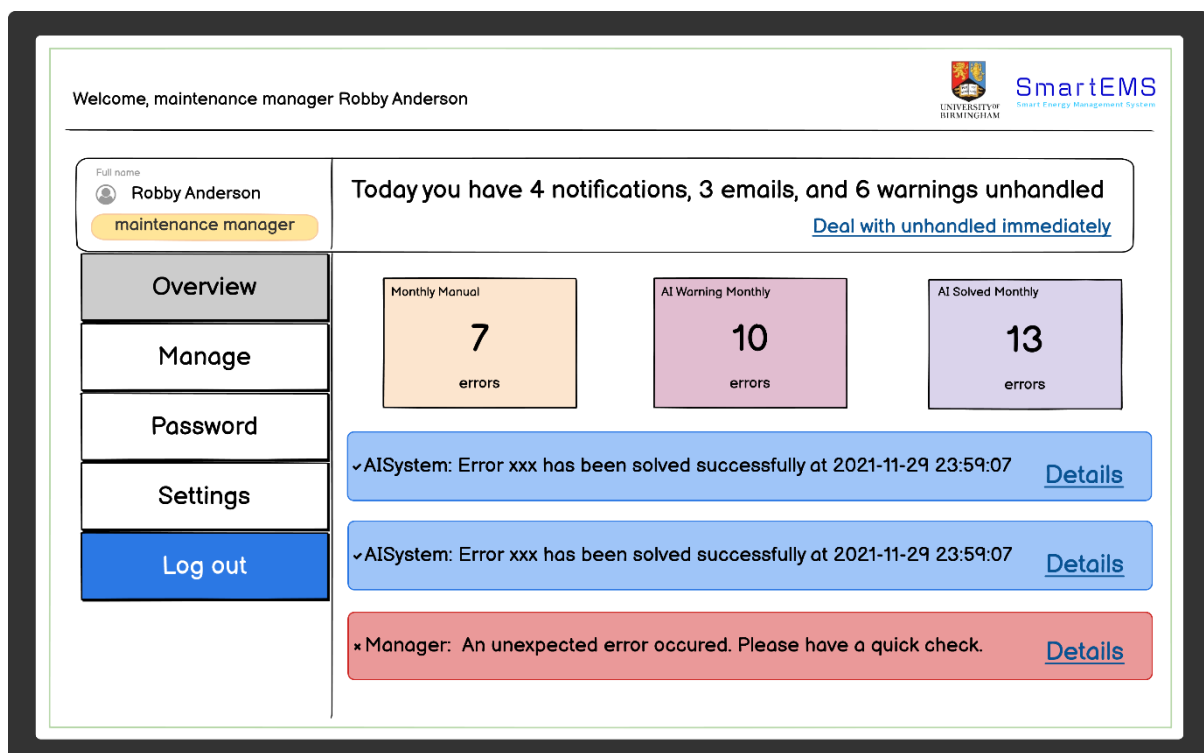 Welcome, maintenance manager Robby Anderson
UNIVERSITY OF
BIRMINGHAM
SmartEMS
Smart Energy Management System
Full name
Robby Anderson
maintenance manager
Today you have 4 notifications, 3 emails, and 6 warnings unhandled
Deal with unhandled immediately
Overview
Manage
Password
Settings
Log out
Monthly Manual
7
errors
AI Warning Monthly
10
errors
AI Solved Monthly
13
errors
AISystem: Error xxx has been solved successfully at 2021-11-29 23:59:07
Details
AISystem: Error xxx has been solved successfully at 2021-11-29 23:59:07
Details
Manager: An unexpected error occured. Please have a quick check.
Details